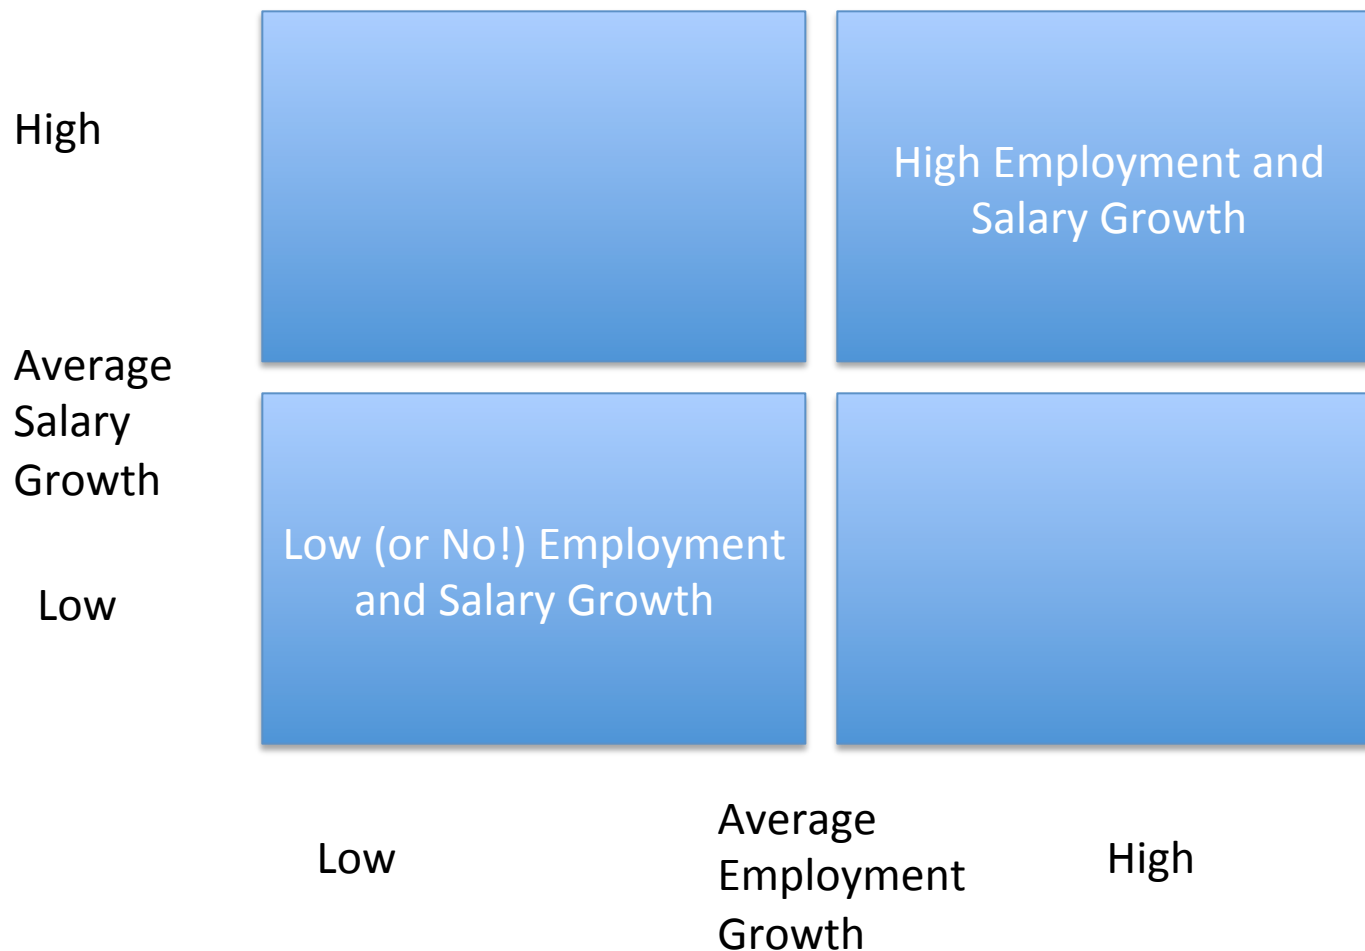 High
High Employment and
Salary Growth
Average
Salary
Growth
Low (or No!) Employment
and Salary Growth
Low
Low
Average
Employment
Growth
High